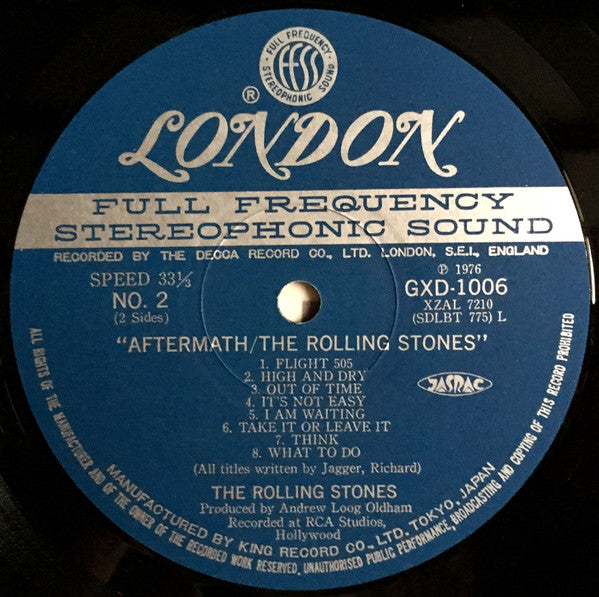 FULL FREQUENCY
ffss
STEREOPHONIC SOUND
®
LONDON
FULL FREQUENCY
STEREOPHONIC SOUND
RECORDED BY THE DECCA RECORD CO., LTD. LONDON, S.E.I., ENGLAND
SPEED 33⅓
NO. 2
(2 Sides)
℗ 1976
GXD-1006
XZAL 7210
(SDLBT 775) L
"AFTERMATH/THE ROLLING STONES"
1. FLIGHT 505
2. HIGH AND DRY
3. OUT OF TIME
4. IT'S NOT EASY
5. I AM WAITING
6. TAKE IT OR LEAVE IT
7. THINK
8. WHAT TO DO
(All titles written by Jagger, Richard)
JASRAC
THE ROLLING STONES
Produced by Andrew Loog Oldham
Recorded at RCA Studios,
Hollywood
MANUFACTURED BY KING RECORD CO., LTD. TOKYO, JAPAN
ALL RIGHTS OF THE MANUFACTURER AND OF THE OWNER OF THE RECORDED WORK RESERVED, UNAUTHORISED PUBLIC PERFORMANCE, BROADCASTING AND COPYING OF THIS RECORD PROHIBITED